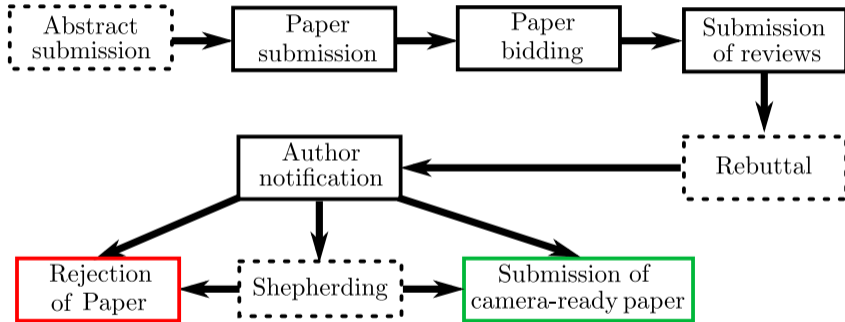 Abstract
submission
Paper
submission
Paper
bidding
Submission
of reviews
Rebuttal
Author
notification
Rejection
of Paper
Shepherding
Submission of
camera-ready paper